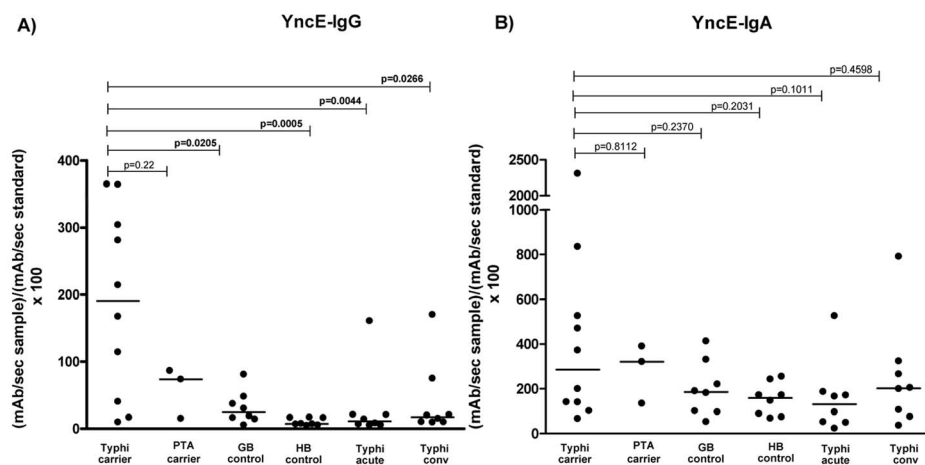 A)
YncE-IgG
p=0.0266
p=0.0044
p=0.0005
p=0.0205
p=0.22
(mAb/sec sample)/(mAb/sec standard)
x 100
400
300
200
100
0
Typhi
carrier
PTA
carrier
GB
control
HB
control
Typhi
acute
Typhi
conv
B)
YncE-IgA
p=0.4598
p=0.1011
p=0.2031
p=0.2370
p=0.8112
(mAb/sec sample)/(mAb/sec standard)
x 100
2500
2000
1000
800
600
400
200
0
Typhi
carrier
PTA
carrier
GB
control
HB
control
Typhi
acute
Typhi
conv